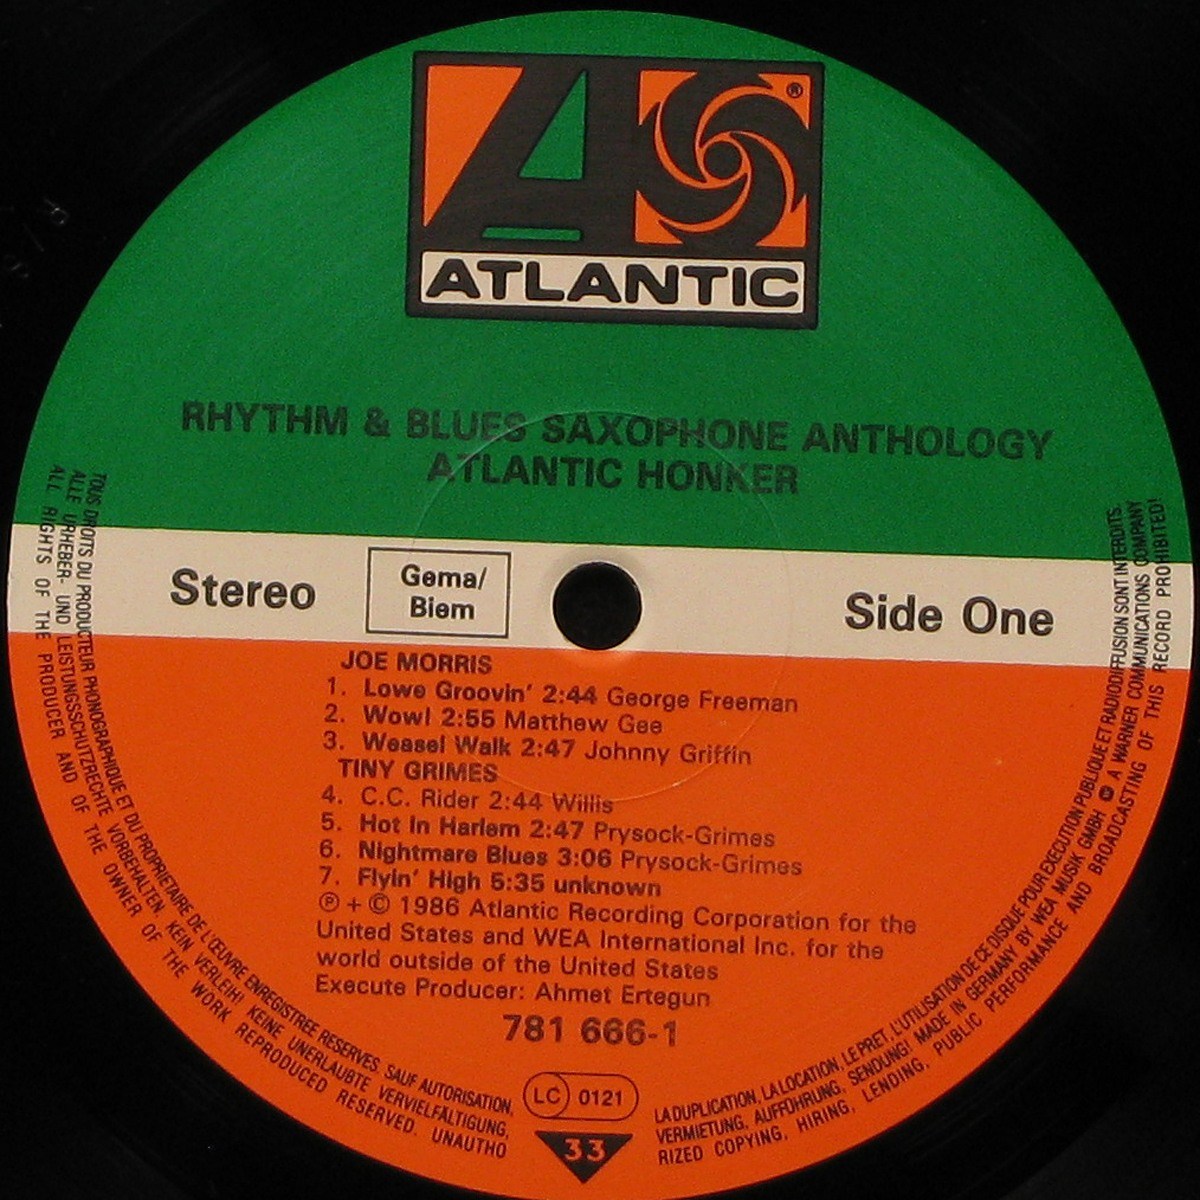 ®
ATLANTIC
RHYTHM & BLUES SAXOPHONE ANTHOLOGY
ATLANTIC HONKER
Stereo
Gema/
Biem
Side One
JOE MORRIS
1. Lowe Groovin' 2:44 George Freeman
2. Wow! 2:55 Matthew Gee
3. Weasel Walk 2:47 Johnny Griffin
TINY GRIMES
4. C.C. Rider 2:44 Willis
5. Hot In Harlem 2:47 Prysock-Grimes
6. Nightmare Blues 3:06 Prysock-Grimes
7. Flyin' High 5:35 unknown
℗ + © 1986 Atlantic Recording Corporation for the
United States and WEA International Inc. for the
world outside of the United States
Execute Producer: Ahmet Ertegun
781 666-1
LC 0121
33
TOUS DROITS DU PRODUCTEUR PHONOGRAPHIQUE ET DU PROPRIETAIRE DE L'ŒUVRE ENREGISTREE RESERVES. SAUF AUTORISATION, LA DUPLICATION, LA LOCATION, LE PRET, L'UTILISATION DE CE DISQUE POUR EXECUTION PUBLIQUE ET RADIODIFFUSION SONT INTERDITS.
ALLE URHEBER- UND LEISTUNGSSCHUTZRECHTE VORBEHALTEN. KEIN VERLEIH! KEINE UNERLAUBTE VERVIELFÄLTIGUNG, VERMIETUNG, AUFFÜHRUNG, SENDUNG! MADE IN GERMANY BY WEA MUSIK GMBH A WARNER COMMUNICATIONS COMPANY
ALL RIGHTS OF THE PRODUCER AND OF THE OWNER OF THE WORK REPRODUCED RESERVED. UNAUTHORIZED COPYING, HIRING, LENDING, PUBLIC PERFORMANCE AND BROADCASTING OF THIS RECORD PROHIBITED!